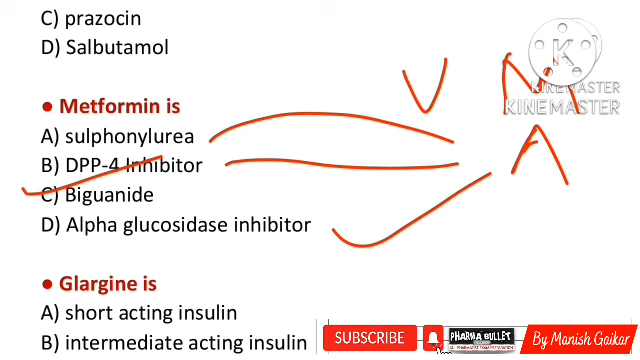 C) prazocin
D) Salbutamol
K
KINEMASTER
KINEMASTER
● Metformin is
A) sulphonylurea
B) DPP-4 Inhibitor
C) Biguanide
D) Alpha glucosidase inhibitor
● Glargine is
A) short acting insulin
B) intermediate acting insulin
SUBSCRIBE
PHARMA BULLET
By Manish Gaikar